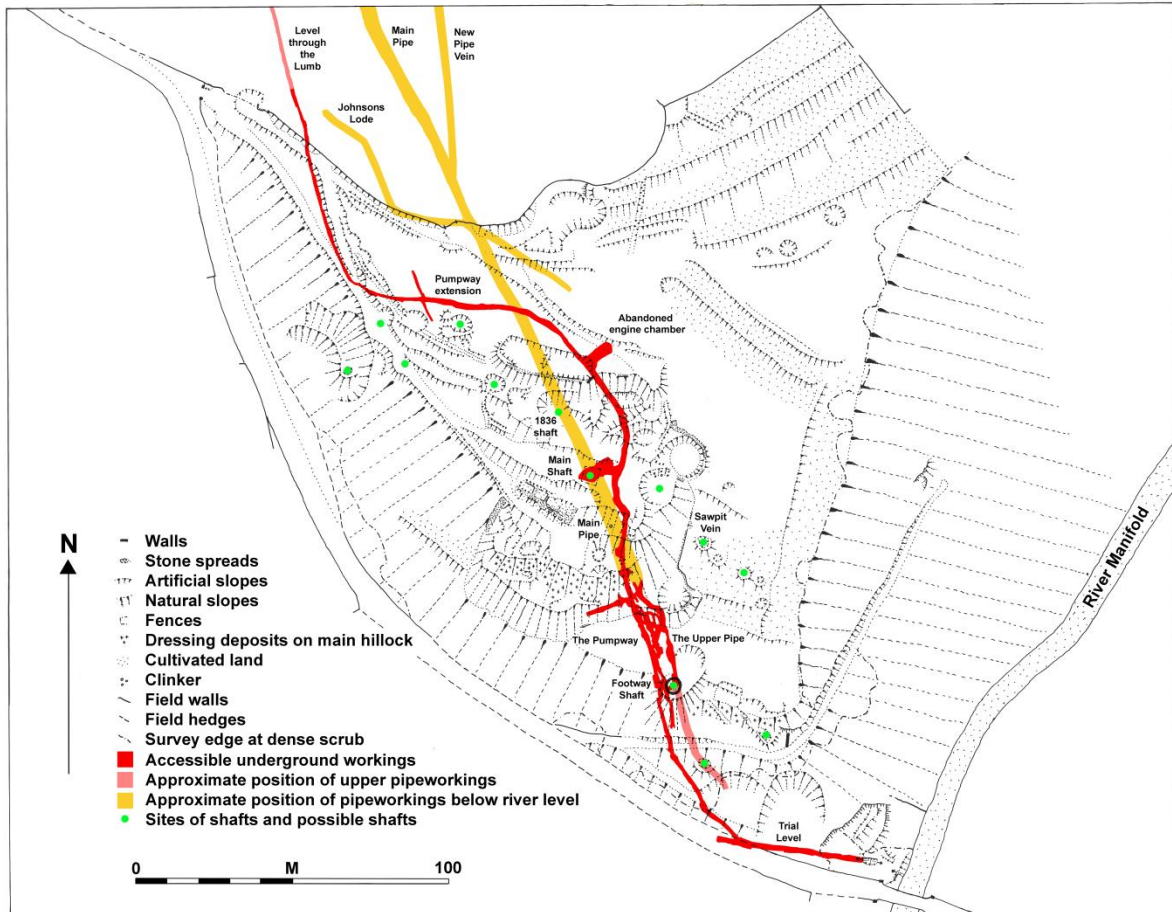 Level
through
the
Lumb
Main
Pipe
New
Pipe
Vein
Johnsons
Lode
Pumpway
extension
Abandoned
engine chamber
1836
shaft
Main
Shaft
Main
Pipe
Sawpit
Vein
River Manifold
The Pumpway
The Upper Pipe
Footway
Shaft
Trial
Level
N
Walls
Stone spreads
Artificial slopes
Natural slopes
Fences
Dressing deposits on main hillock
Cultivated land
Clinker
Field walls
Field hedges
Survey edge at dense scrub
Accessible underground workings
Approximate position of upper pipeworkings
Approximate position of pipeworkings below river level
Sites of shafts and possible shafts
0 M 100